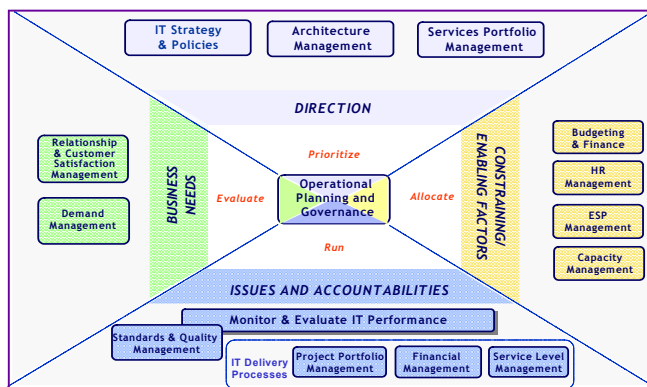 IT Strategy
& Policies
Architecture
Management
Services Portfolio
Management
DIRECTION
Relationship
& Customer
Satisfaction
Management
Demand
Management
BUSINESS
NEEDS
Prioritize
Evaluate
Operational
Planning and
Governance
Allocate
Run
CONSTRAINING/
ENABLING FACTORS
Budgeting
& Finance
HR
Management
ESP
Management
Capacity
Management
ISSUES AND ACCOUNTABILITIES
Monitor & Evaluate IT Performance
Standards & Quality
Management
IT Delivery
Processes
Project Portfolio
Management
Financial
Management
Service Level
Management